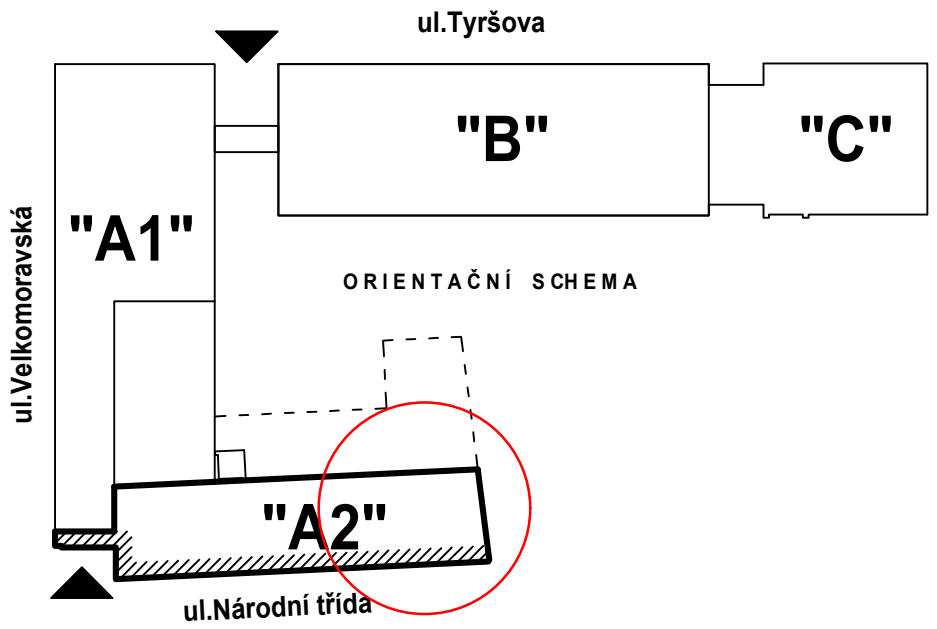 ul.Tyršova
"B"
"C"
"A1"
ul.Velkomoravská
ORIENTAČNÍ SCHEMA
"A2"
ul.Národní třída